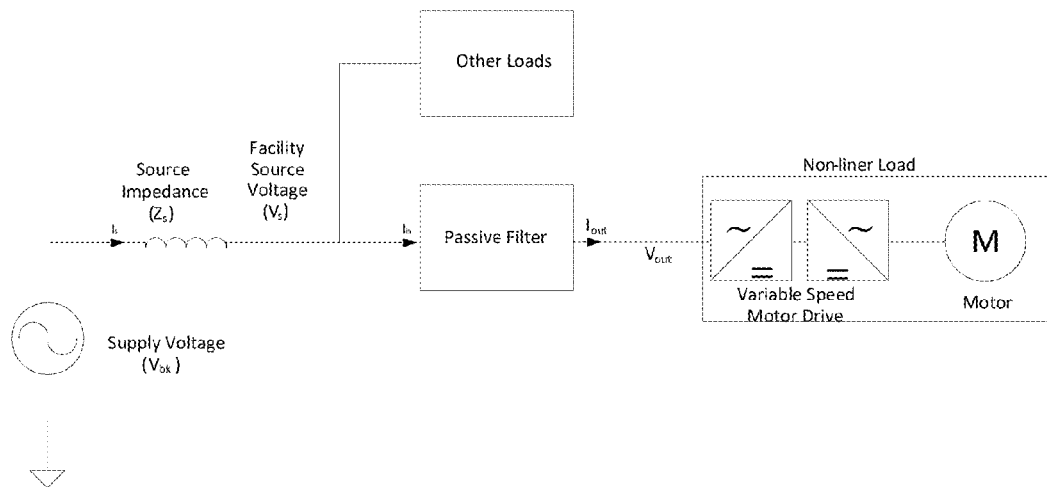 Other Loads
Facility
Source
Voltage
(Vs)
Source
Impedance
(Zs)
Non-liner Load
Is
Passive Filter
Iout
Vout
M
Variable Speed
Motor Drive
Motor
Supply Voltage
(Vbk)